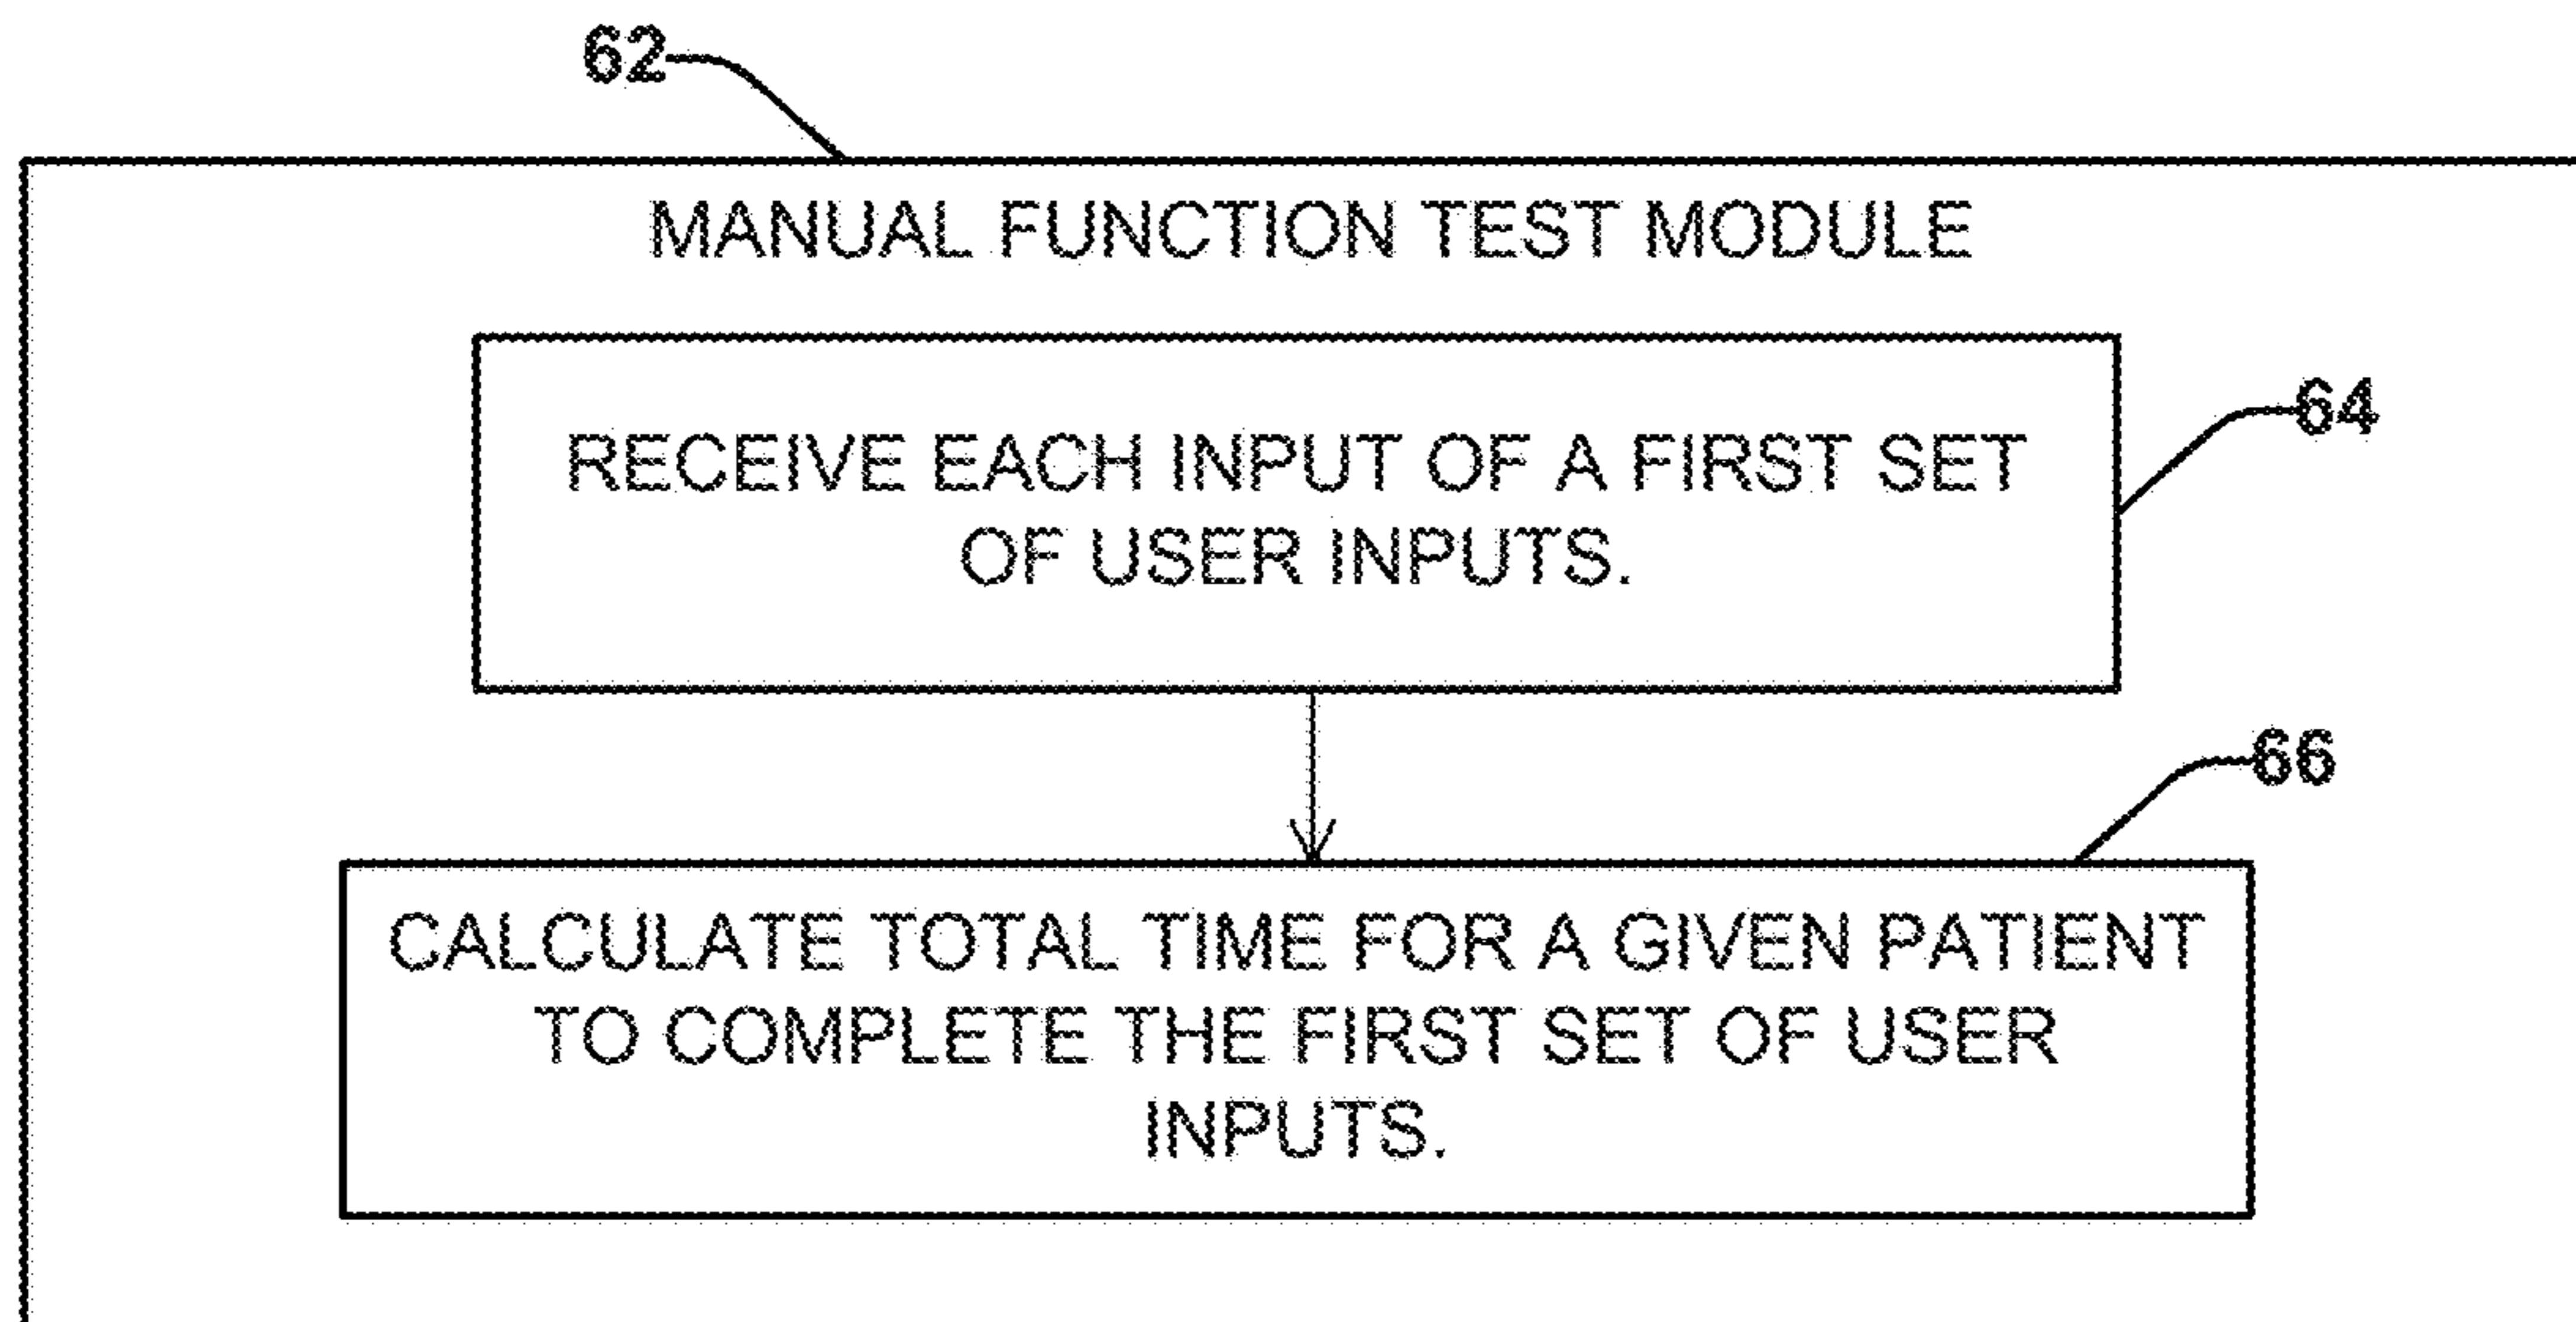 62
MANUAL FUNCTION TEST MODULE
64
RECEIVE EACH INPUT OF A FIRST SET
OF USER INPUTS.
66
CALCULATE TOTAL TIME FOR A GIVEN PATIENT
TO COMPLETE THE FIRST SET OF USER
INPUTS.